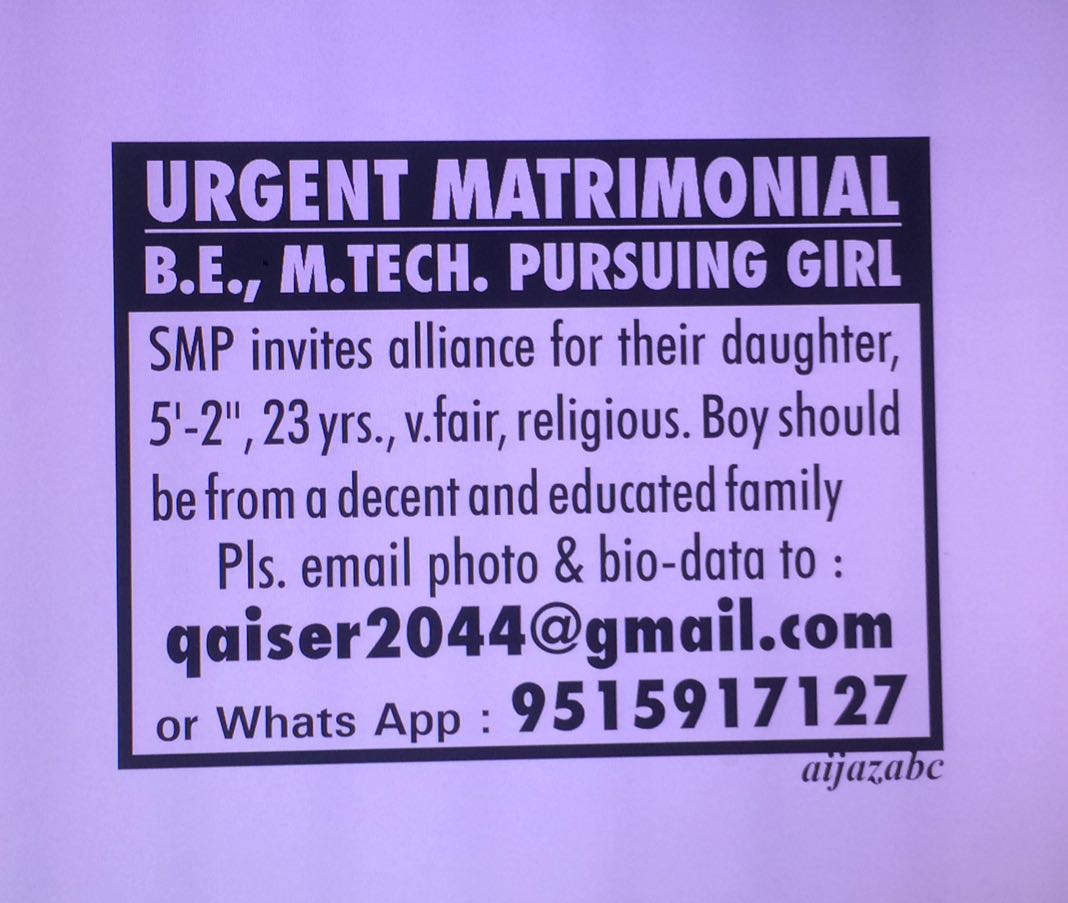 URGENT MATRIMONIAL
B.E., M.TECH. PURSUING GIRL
SMP invites alliance for their daughter,
5'-2", 23 yrs., v.fair, religious. Boy should
be from a decent and educated family
Pls. email photo & bio-data to :
qaiser2044@gmail.com
or Whats App : 9515917127
aijazabc